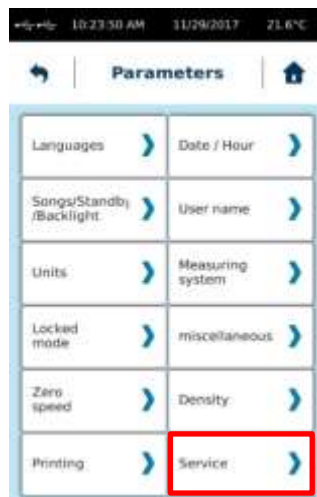 10:23:50 AM 11/29/2017 21.6°C
Parameters
Languages
Date / Hour
Songs/Standby
/Backlight
User name
Units
Measuring
system
Locked
mode
miscellaneous
Zero
speed
Density
Printing
Service